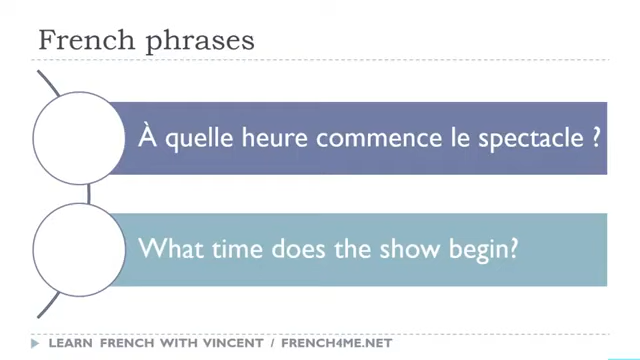 French phrases
À quelle heure commence le spectacle ?
What time does the show begin?
LEARN FRENCH WITH VINCENT / FRENCH4ME.NET